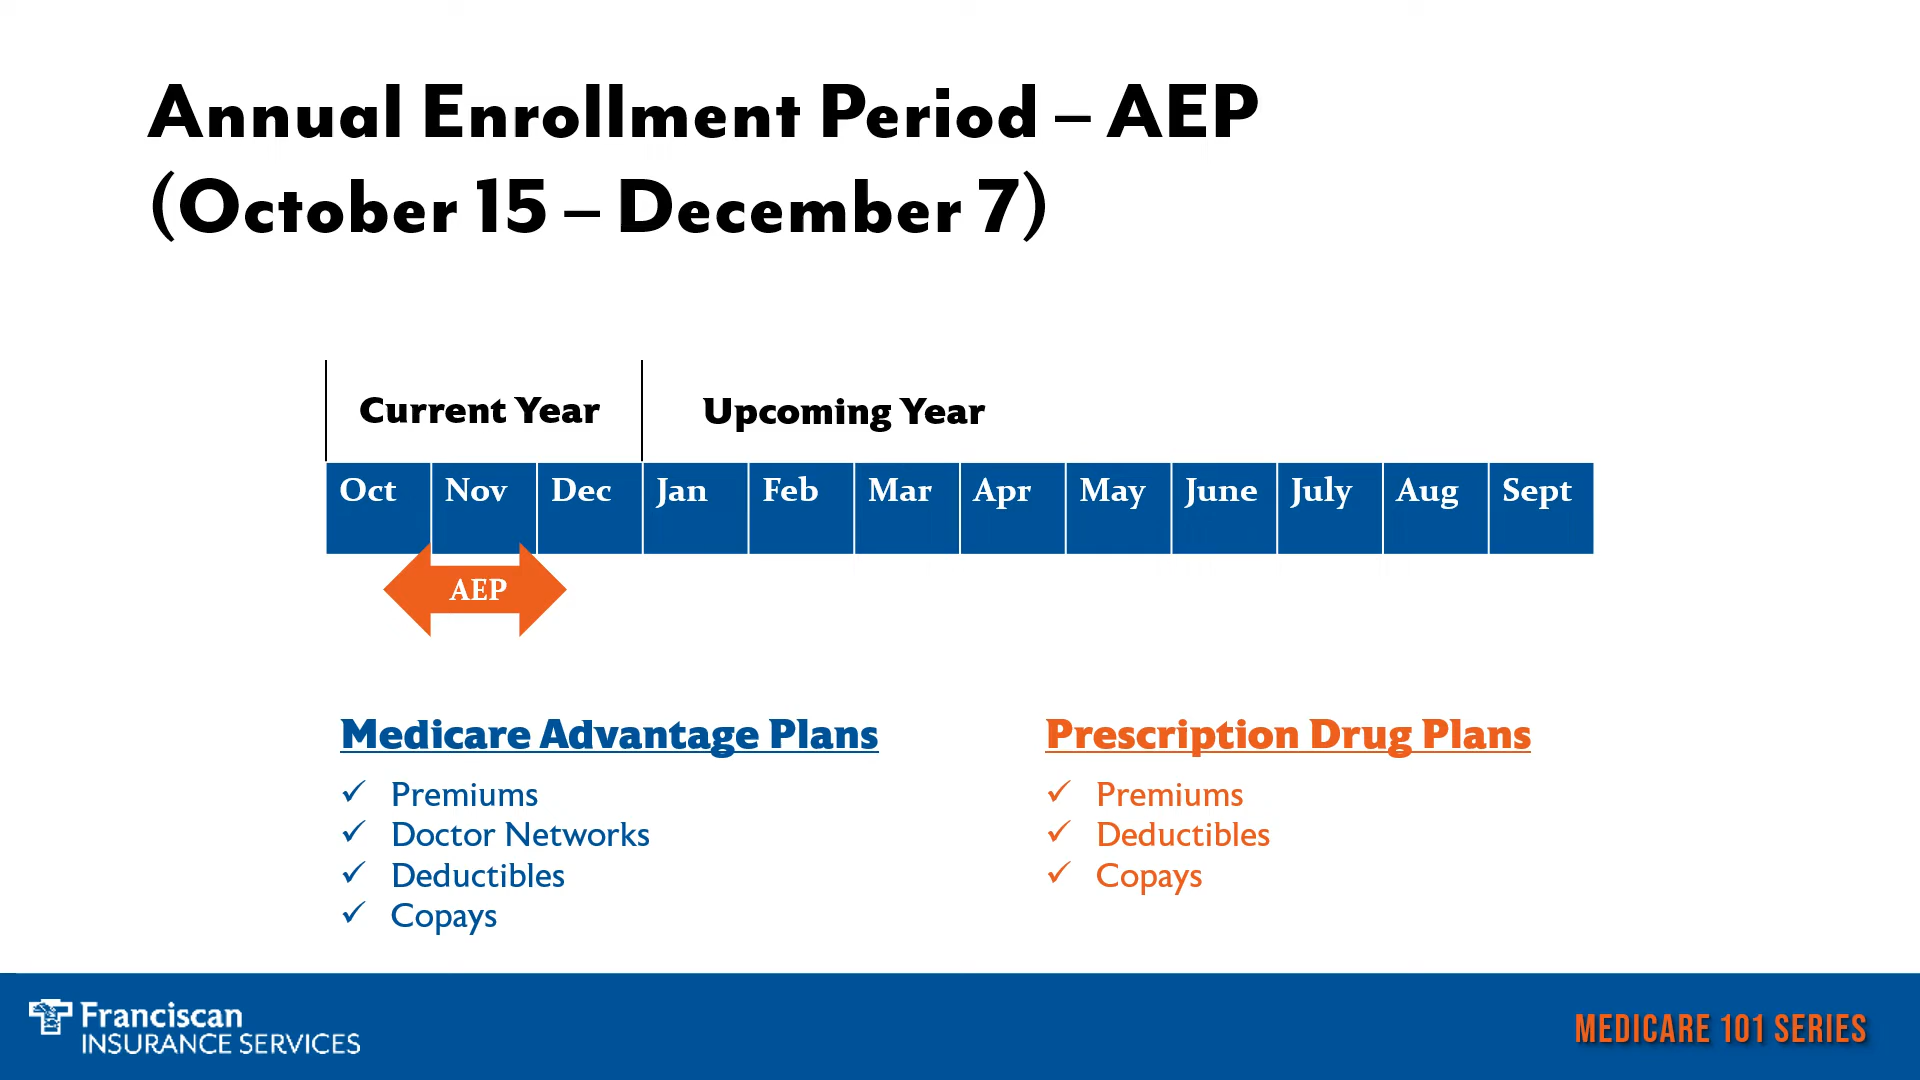 Annual Enrollment Period – AEP
(October 15 – December 7)
Current Year
Upcoming Year
Oct Nov Dec Jan Feb Mar Apr May June July Aug Sept
AEP
Medicare Advantage Plans
✓ Premiums
✓ Doctor Networks
✓ Deductibles
✓ Copays
Prescription Drug Plans
✓ Premiums
✓ Deductibles
✓ Copays
Franciscan
INSURANCE SERVICES
MEDICARE 101 SERIES